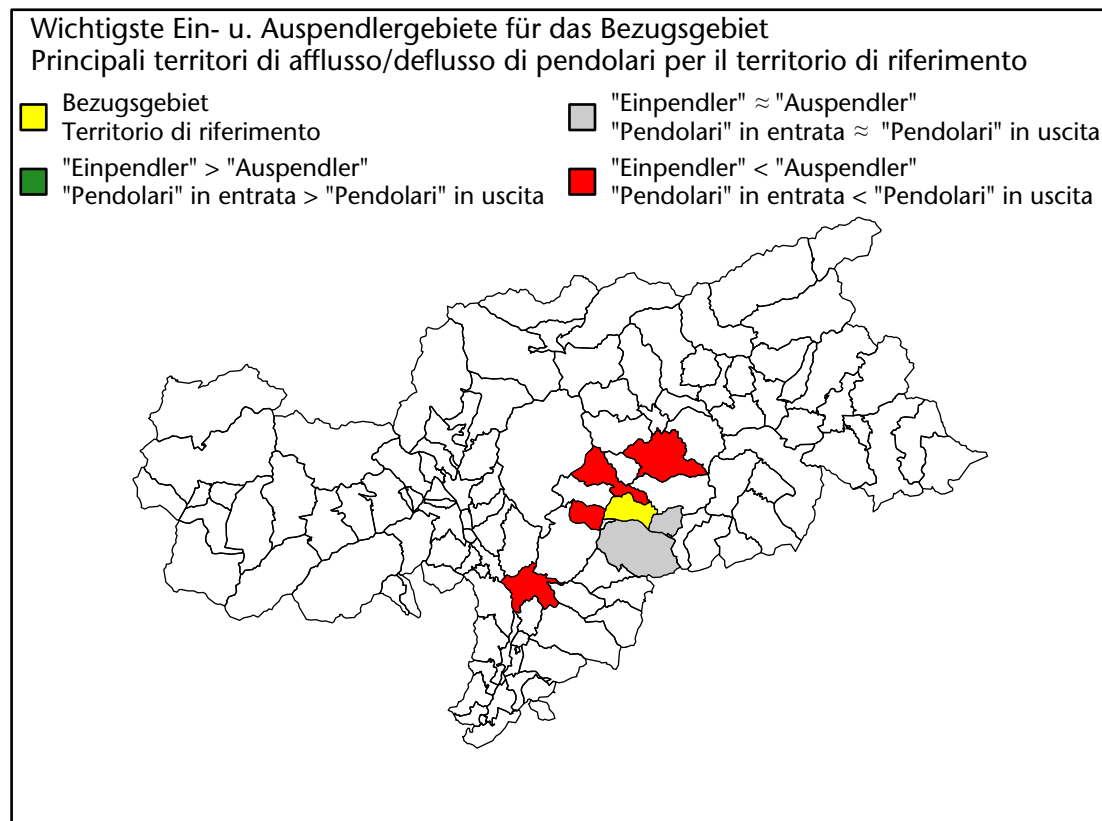 Wichtigste Ein- u. Auspendlergebiete für das Bezugsgebiet
Principali territori di afflusso/deflusso di pendolari per il territorio di riferimento
Bezugsgebiet
Territorio di riferimento
"Einpendler" > "Auspendler"
"Pendolari" in entrata > "Pendolari" in uscita
"Einpendler" ≈ "Auspendler"
"Pendolari" in entrata ≈ "Pendolari" in uscita
"Einpendler" < "Auspendler"
"Pendolari" in entrata < "Pendolari" in uscita